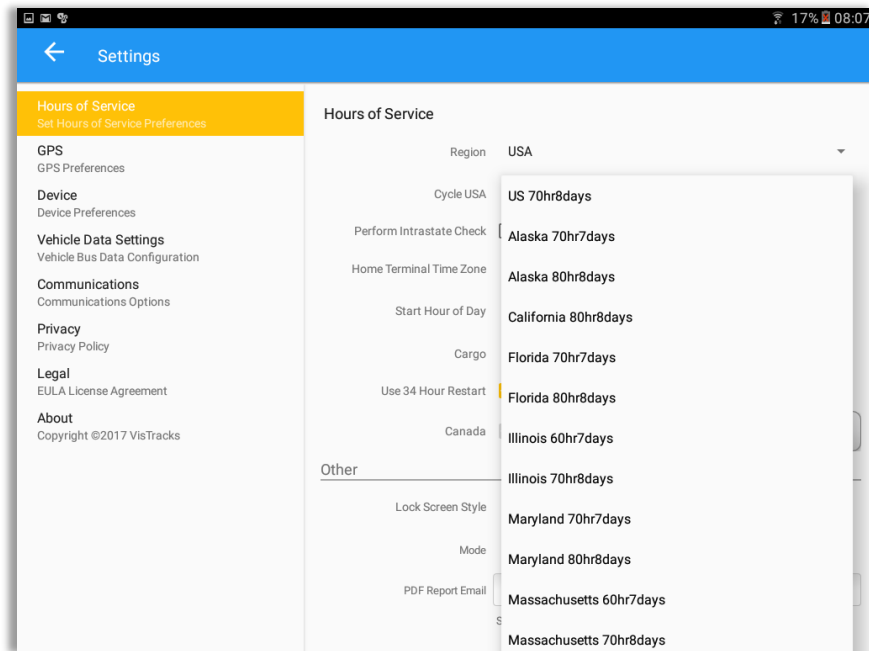 17% 08:07
Settings
Hours of Service
Set Hours of Service Preferences
GPS
GPS Preferences
Device
Device Preferences
Vehicle Data Settings
Vehicle Bus Data Configuration
Communications
Communications Options
Privacy
Privacy Policy
Legal
EULA License Agreement
About
Copyright ©2017 VisTracks
Hours of Service
Region USA
Cycle USA
Perform Intrastate Check
Home Terminal Time Zone
Start Hour of Day
Cargo
Use 34 Hour Restart
Canada
Other
Lock Screen Style
Mode
PDF Report Email
US 70hr8days
Alaska 70hr7days
Alaska 80hr8days
California 80hr8days
Florida 70hr7days
Florida 80hr8days
Illinois 60hr7days
Illinois 70hr8days
Maryland 70hr7days
Maryland 80hr8days
Massachusetts 60hr7days
Massachusetts 70hr8days